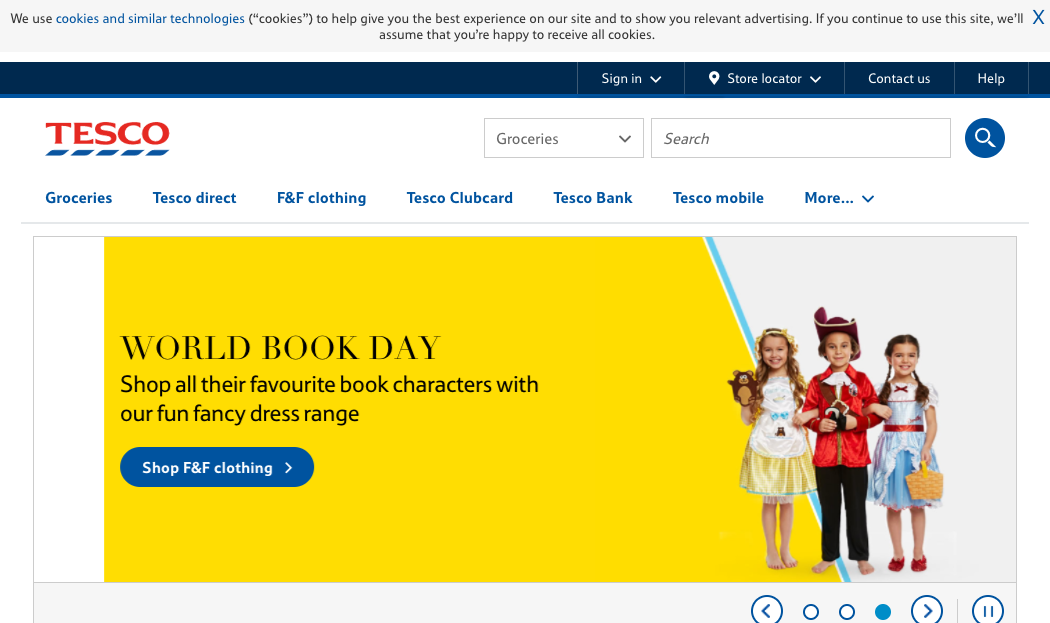 We use cookies and similar technologies (“cookies”) to help give you the best experience on our site and to show you relevant advertising. If you continue to use this site, we’ll
assume that you’re happy to receive all cookies.
X
Sign in
Store locator
Contact us
Help
TESCO
Groceries
Search
Groceries
Tesco direct
F&F clothing
Tesco Clubcard
Tesco Bank
Tesco mobile
More...
WORLD BOOK DAY
Shop all their favourite book characters with
our fun fancy dress range
Shop F&F clothing